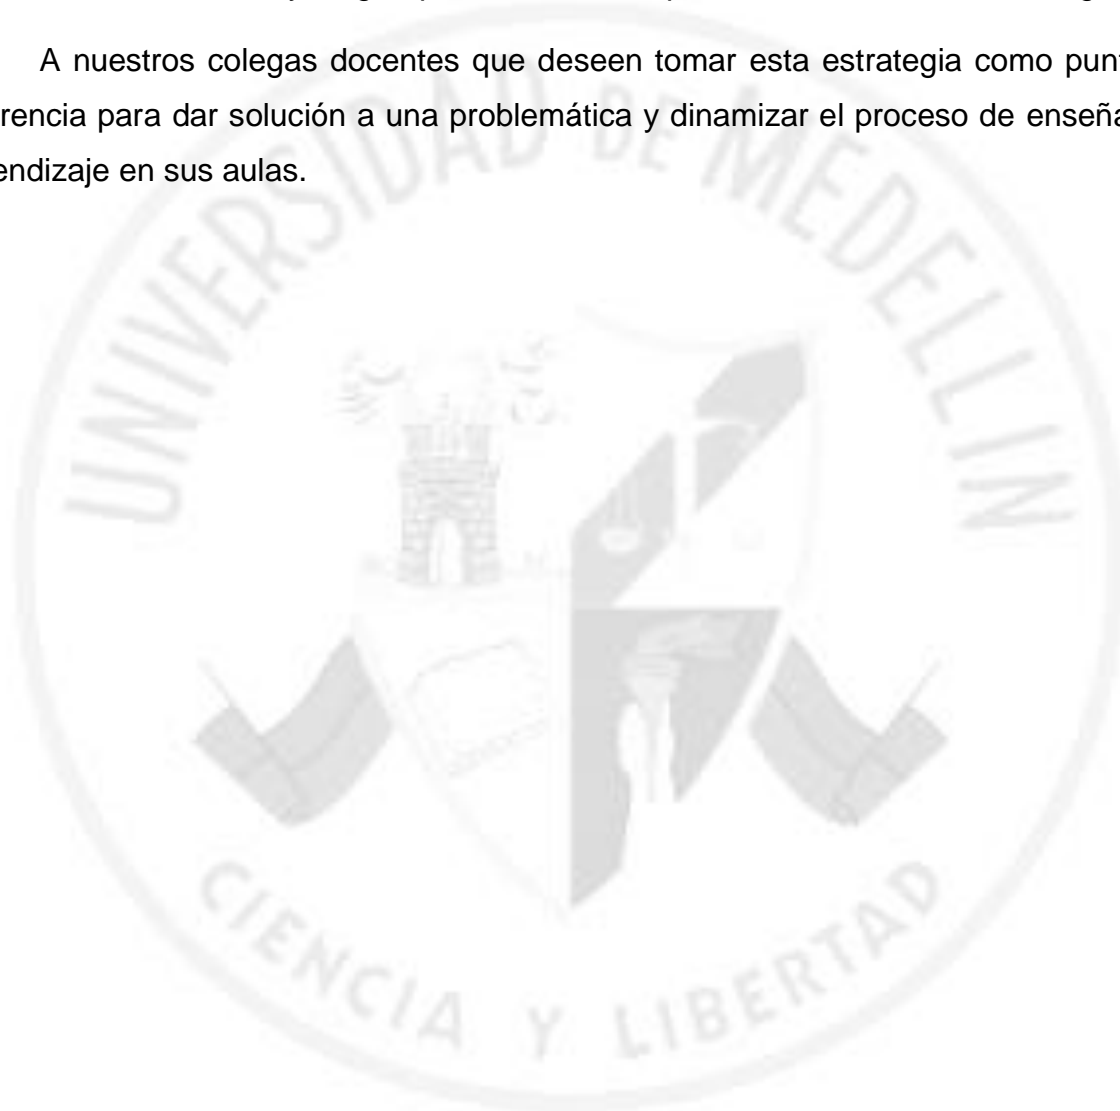 A nuestros colegas docentes que deseen tomar esta estrategia como pun
rencia para dar solución a una problemática y dinamizar el proceso de enseña
endizaje en sus aulas.
UNIVERSIDAD DE MEDELLIN
CIENCIA Y LIBERTAD